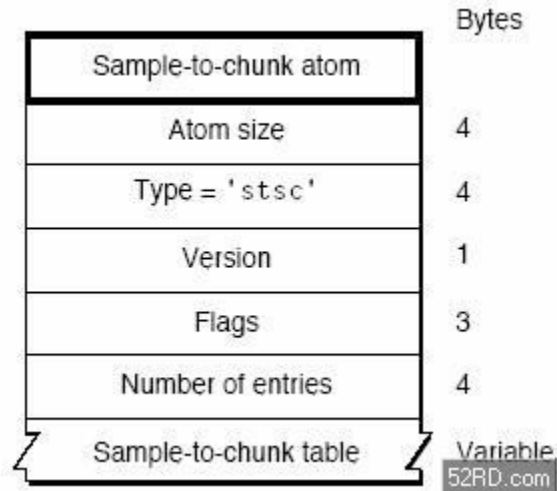 Bytes
Sample-to-chunk atom
Atom size 4
Type = 'stsc' 4
Version 1
Flags 3
Number of entries 4
Sample-to-chunk table Variable
52RD.com